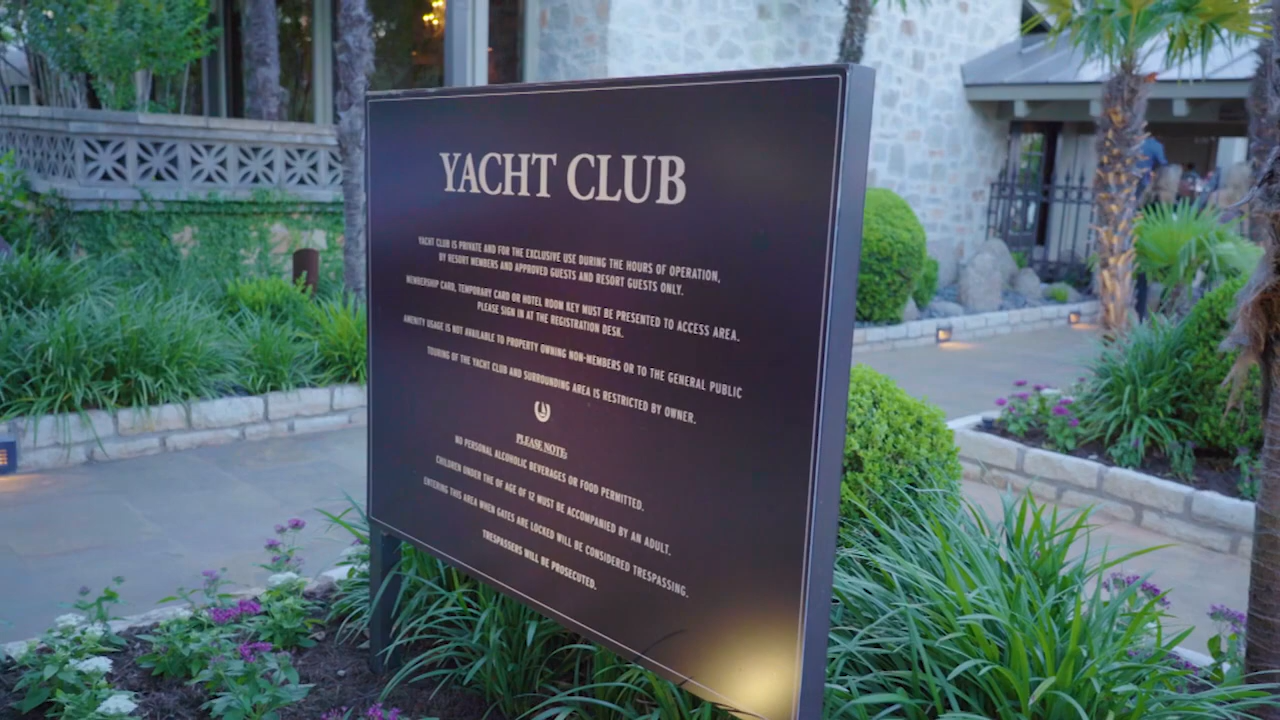 YACHT CLUB
YACHT CLUB IS PRIVATE AND FOR THE EXCLUSIVE USE DURING THE HOURS OF OPERATION,
BY RESORT MEMBERS AND APPROVED GUESTS AND RESORT GUESTS ONLY.
MEMBERSHIP CARD, TEMPORARY CARD OR HOTEL ROOM KEY MUST BE PRESENTED TO ACCESS AREA.
PLEASE SIGN IN AT THE REGISTRATION DESK.
AMENITY USAGE IS NOT AVAILABLE TO PROPERTY OWNING NON-MEMBERS OR TO THE GENERAL PUBLIC
TOURING OF THE YACHT CLUB AND SURROUNDING AREA IS RESTRICTED BY OWNER.
PLEASE NOTE:
NO PERSONAL ALCOHOLIC BEVERAGES OR FOOD PERMITTED.
CHILDREN UNDER THE OF AGE OF 12 MUST BE ACCOMPANIED BY AN ADULT.
ENTERING THIS AREA WHEN GATES ARE LOCKED WILL BE CONSIDERED TRESPASSING.
TRESPASSERS WILL BE PROSECUTED.